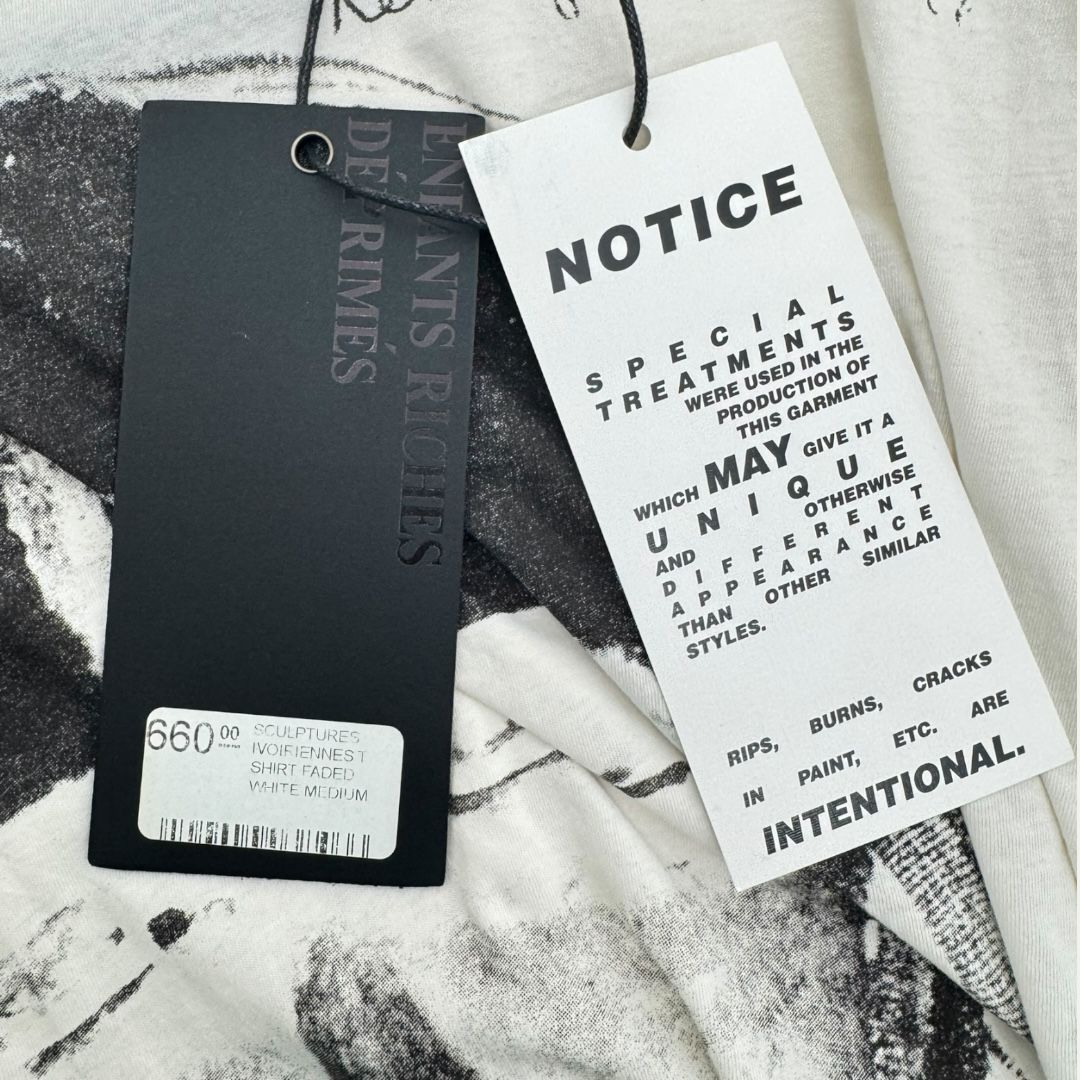 ENFANTS RICHES
DÉPRIMÉS
660 00
SCULPTURES
IVOIRIENNES T
SHIRT FADED
WHITE MEDIUM
NOTICE
SPECIAL
TREATMENTS
WERE USED IN THE
PRODUCTION OF
THIS GARMENT
WHICH MAY GIVE IT A
UNIQUE
AND OTHERWISE
DIFFERENT
APPEARANCE
THAN OTHER SIMILAR
STYLES.
RIPS, BURNS, CRACKS
IN PAINT, ETC. ARE
INTENTIONAL.